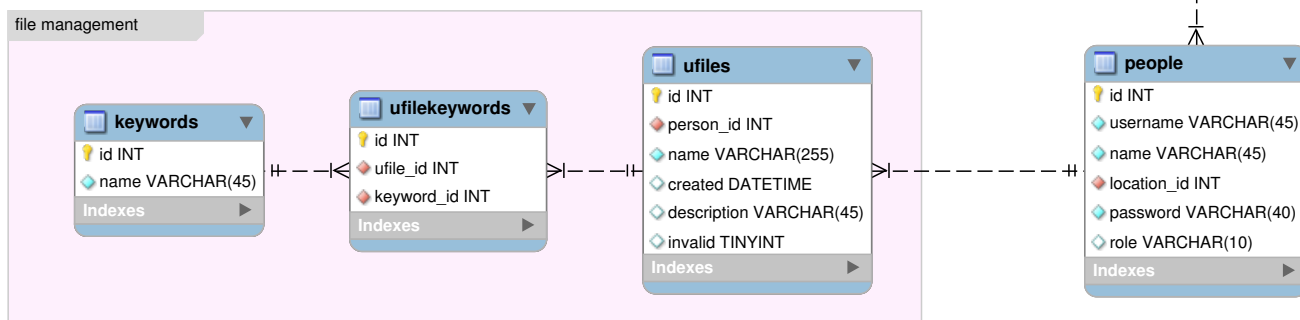 file management
keywords
id INT
name VARCHAR(45)
Indexes
ufilekeywords
id INT
ufile_id INT
keyword_id INT
Indexes
ufiles
id INT
person_id INT
name VARCHAR(255)
created DATETIME
description VARCHAR(45)
invalid TINYINT
Indexes
people
id INT
username VARCHAR(45)
name VARCHAR(45)
location_id INT
password VARCHAR(40)
role VARCHAR(10)
Indexes